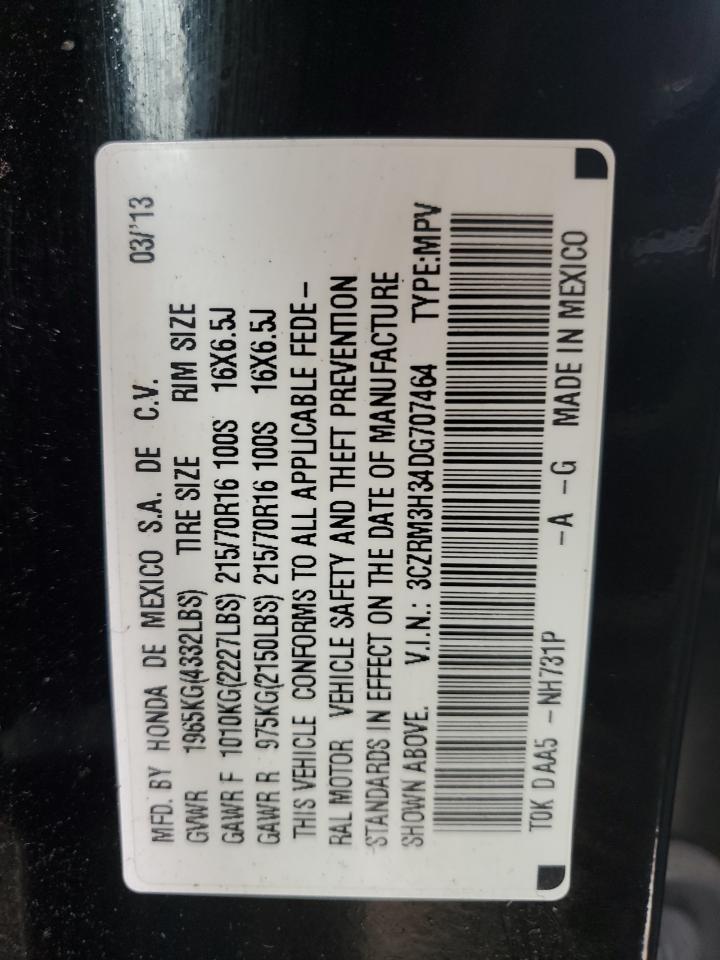 MFD. BY HONDA DE MEXICO S.A. DE C.V. 03/'13
GVWR 1965KG(4332LBS) TIRE SIZE RIM SIZE
GAWR F 1010KG(2227LBS) 215/70R16 100S 16X6.5J
GAWR R 975KG(2150LBS) 215/70R16 100S 16X6.5J
THIS VEHICLE CONFORMS TO ALL APPLICABLE FEDE-
RAL MOTOR VEHICLE SAFETY AND THEFT PREVENTION
STANDARDS IN EFFECT ON THE DATE OF MANUFACTURE
SHOWN ABOVE. V.I.N.: 3CZRM3H34DG707464 TYPE:MPV
T0K D AA5 -NH731P -A -G MADE IN MEXICO